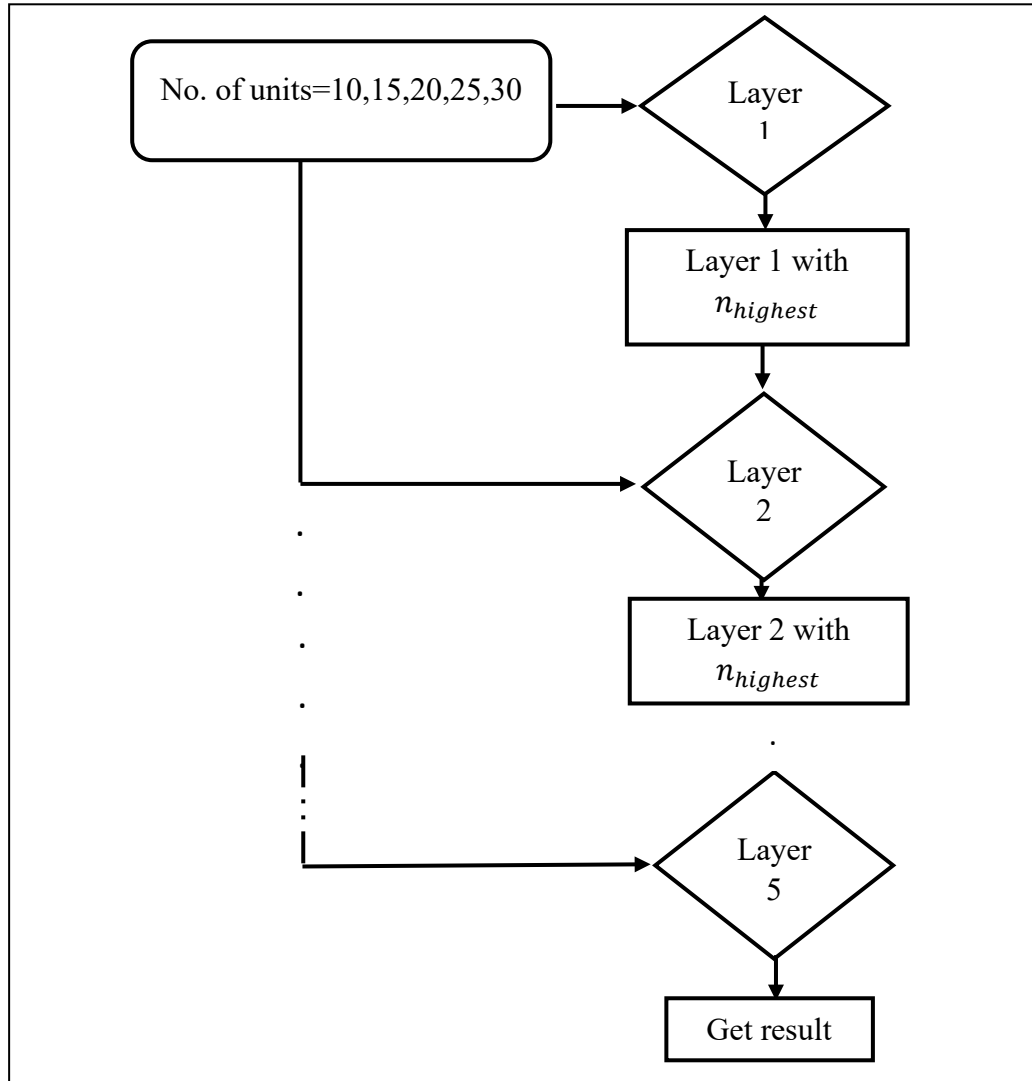 No. of units=10,15,20,25,30
Layer
1
Layer 1 with
n_highest
Layer
2
Layer 2 with
n_highest
Layer
5
Get result